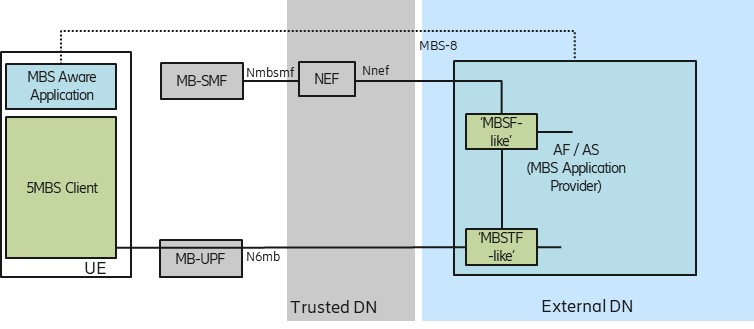 MBS-8
MBS Aware
Application
MB-SMF
Nmbsmf
NEF
Nnef
'MBSF-
like'
AF / AS
(MBS Application
Provider)
5MBS Client
'MBSTF
-like'
MB-UPF
N6mb
UE
Trusted DN
External DN